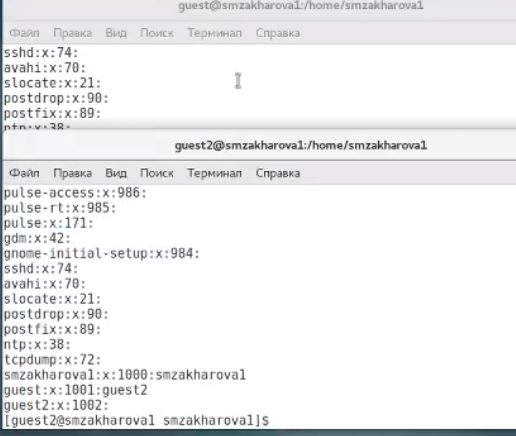 guest@smzakharova1:/home/smzakharova1
Файл Правка Вид Поиск Терминал Справка
sshd:x:74:
avahi:x:70:
slocate:x:21:
postdrop:x:90:
postfix:x:89:
ntp:x:38:
guest2@smzakharova1:/home/smzakharova1
Файл Правка Вид Поиск Терминал Справка
pulse-access:x:986:
pulse-rt:x:985:
pulse:x:171:
gdm:x:42:
gnome-initial-setup:x:984:
sshd:x:74:
avahi:x:70:
slocate:x:21:
postdrop:x:90:
postfix:x:89:
ntp:x:38:
tcpdump:x:72:
smzakharova1:x:1000:smzakharova1
guest:x:1001:guest2
guest2:x:1002:
[guest2@smzakharova1 smzakharova1]$